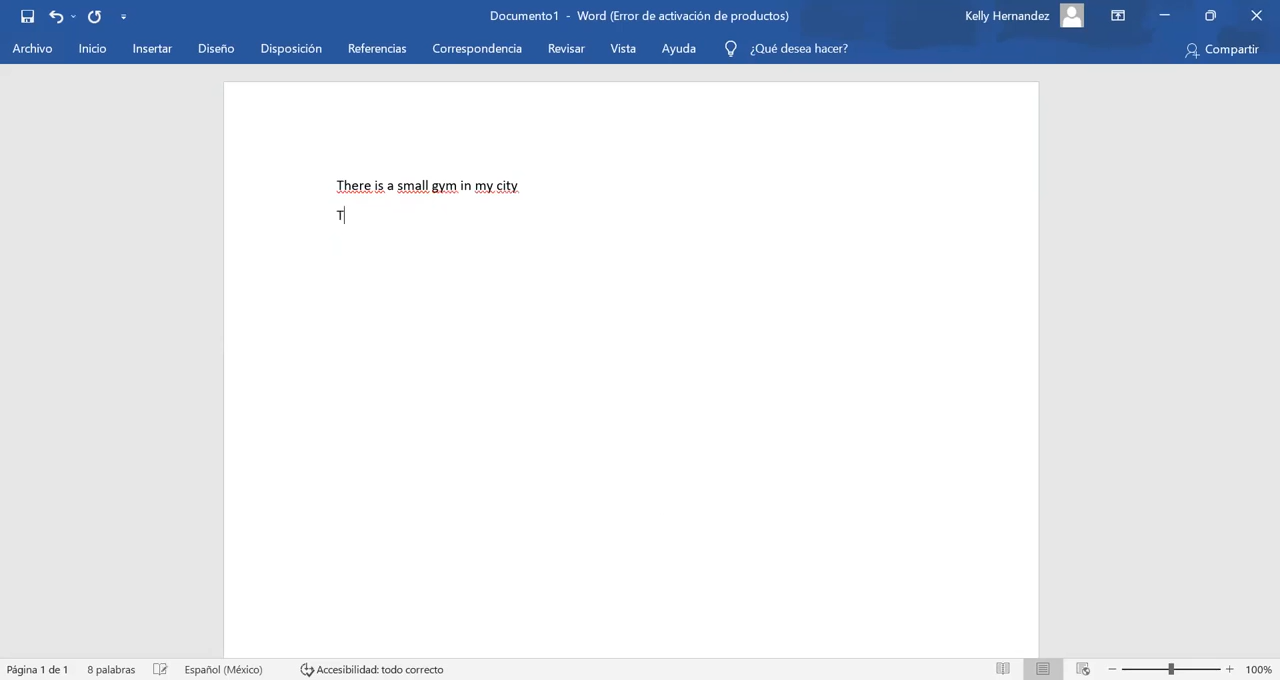 Documento1 - Word (Error de activación de productos)
Kelly Hernandez
Archivo Inicio Insertar Diseño Disposición Referencias Correspondencia Revisar Vista Ayuda ¿Qué desea hacer? Compartir
There is a small gym in my city
T
Página 1 de 1 8 palabras Español (México) Accesibilidad: todo correcto 100%